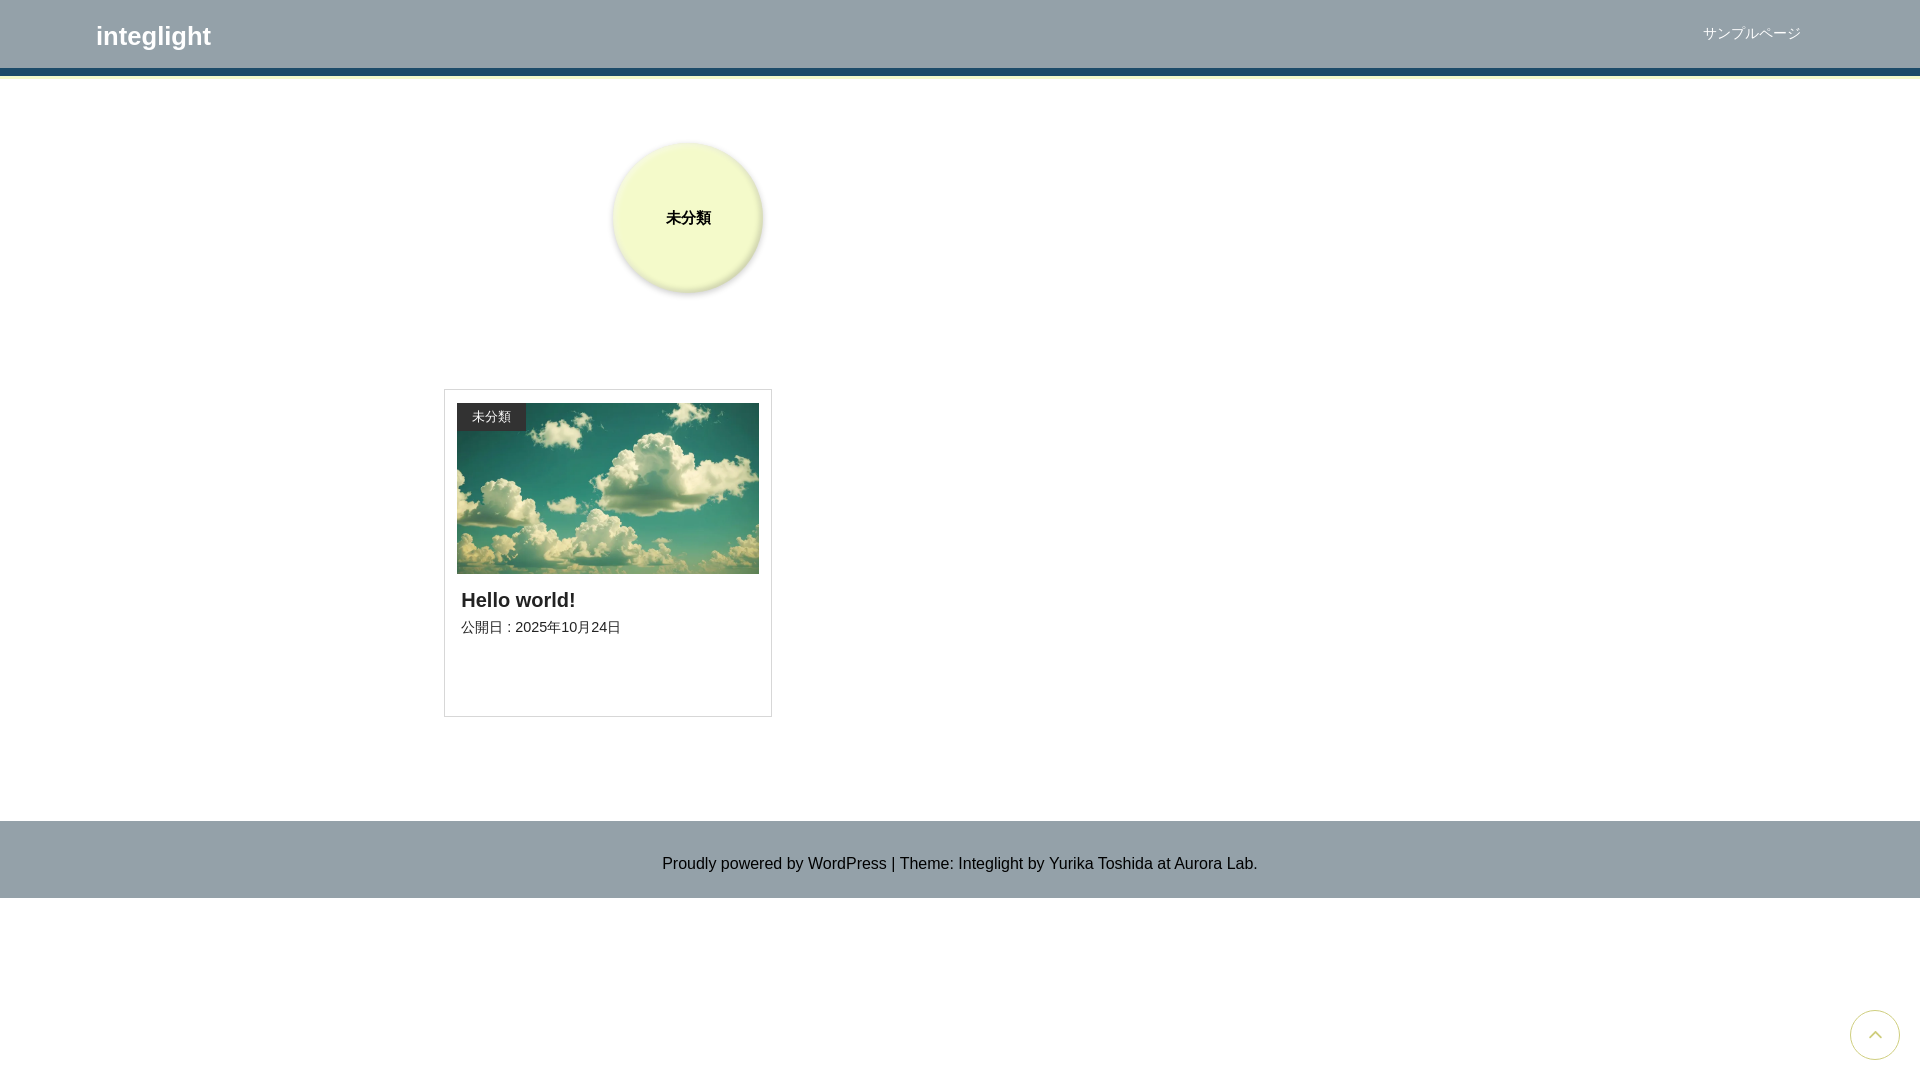 integlight
サンプルページ
未分類
未分類
Hello world!
公開日 : 2025年10月24日
Proudly powered by WordPress | Theme: Integlight by Yurika Toshida at Aurora Lab.